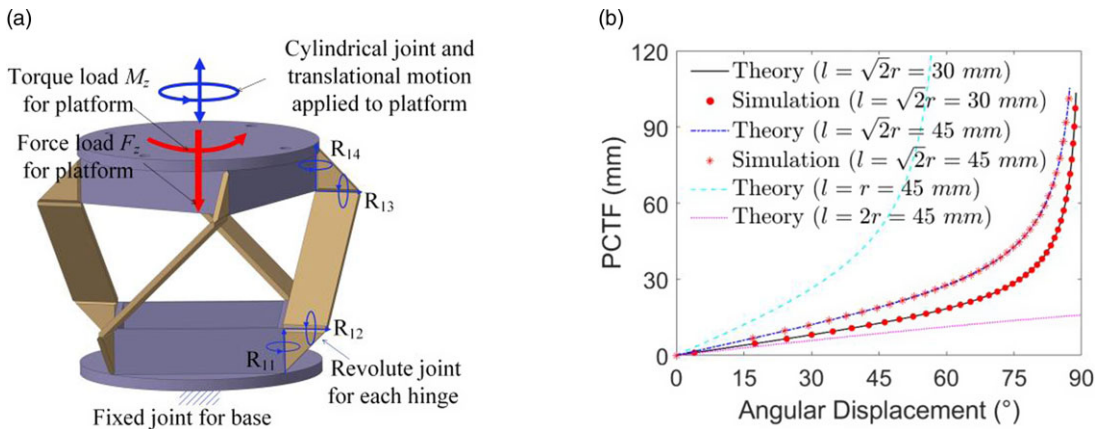 (a)
Torque load Mz
for platform
Force load Fz
for platform
Cylindrical joint and
translational motion
applied to platform
R14
R13
R12
R11
Revolute joint
for each hinge
Fixed joint for base
(b)
PCTF (mm)
120
90
60
30
0
Theory (l = √2r = 30 mm)
Simulation (l = √2r = 30 mm)
Theory (l = √2r = 45 mm)
Simulation (l = √2r = 45 mm)
Theory (l = r = 45 mm)
Theory (l = 2r = 45 mm)
0 15 30 45 60 75 90
Angular Displacement (°)